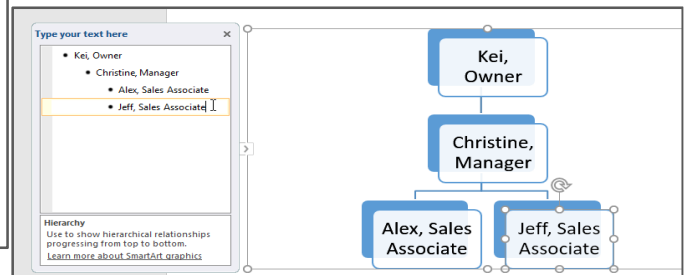 Type your text here
Kei, Owner
Christine, Manager
Alex, Sales Associate
Jeff, Sales Associate
Hierarchy
Use to show hierarchical relationships
progressing from top to bottom.
Learn more about SmartArt graphics
Kei,
Owner
Christine,
Manager
Alex, Sales
Associate
Jeff, Sales
Associate